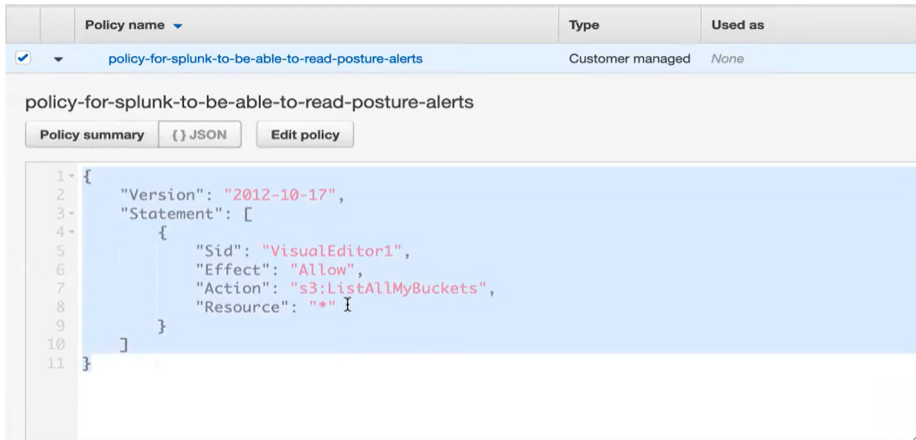 Policy name Type Used as
policy-for-splunk-to-be-able-to-read-posture-alerts Customer managed None
policy-for-splunk-to-be-able-to-read-posture-alerts
Policy summary {} JSON Edit policy
1 {
2 "Version": "2012-10-17",
3 "Statement": [
4 {
5 "Sid": "VisualEditor1",
6 "Effect": "Allow",
7 "Action": "s3:ListAllMyBuckets",
8 "Resource": "*"
9 }
10 ]
11 }